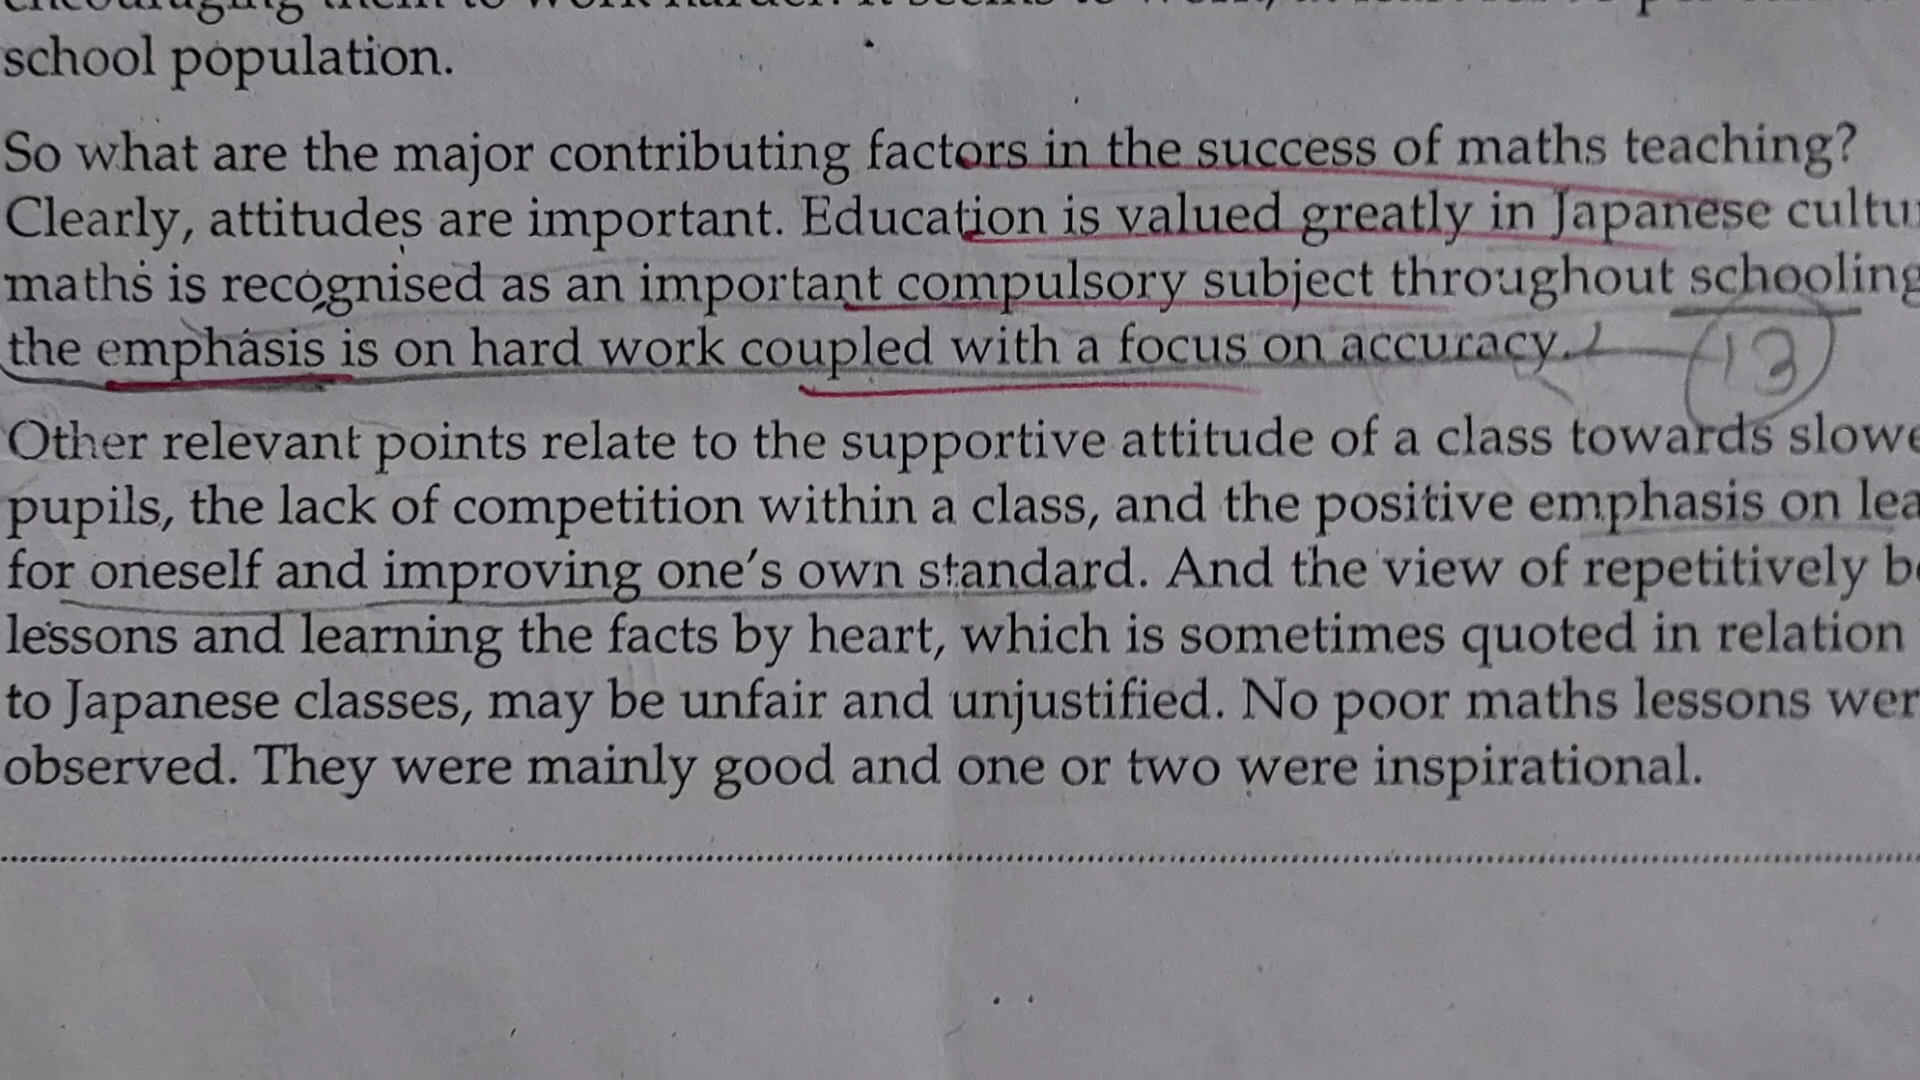 school population.
So what are the major contributing factors in the success of maths teaching?
Clearly, attitudes are important. Education is valued greatly in Japanese
maths is recognised as an important compulsory subject throughout schooling
the emphasis is on hard work coupled with a focus on accuracy.
13
Other relevant points relate to the supportive attitude of a class towards
pupils, the lack of competition within a class, and the positive emphasis on
for oneself and improving one's own standard. And the view of repetitively
lessons and learning the facts by heart, which is sometimes quoted in relation
to Japanese classes, may be unfair and unjustified. No poor maths lessons
observed. They were mainly good and one or two were inspirational.